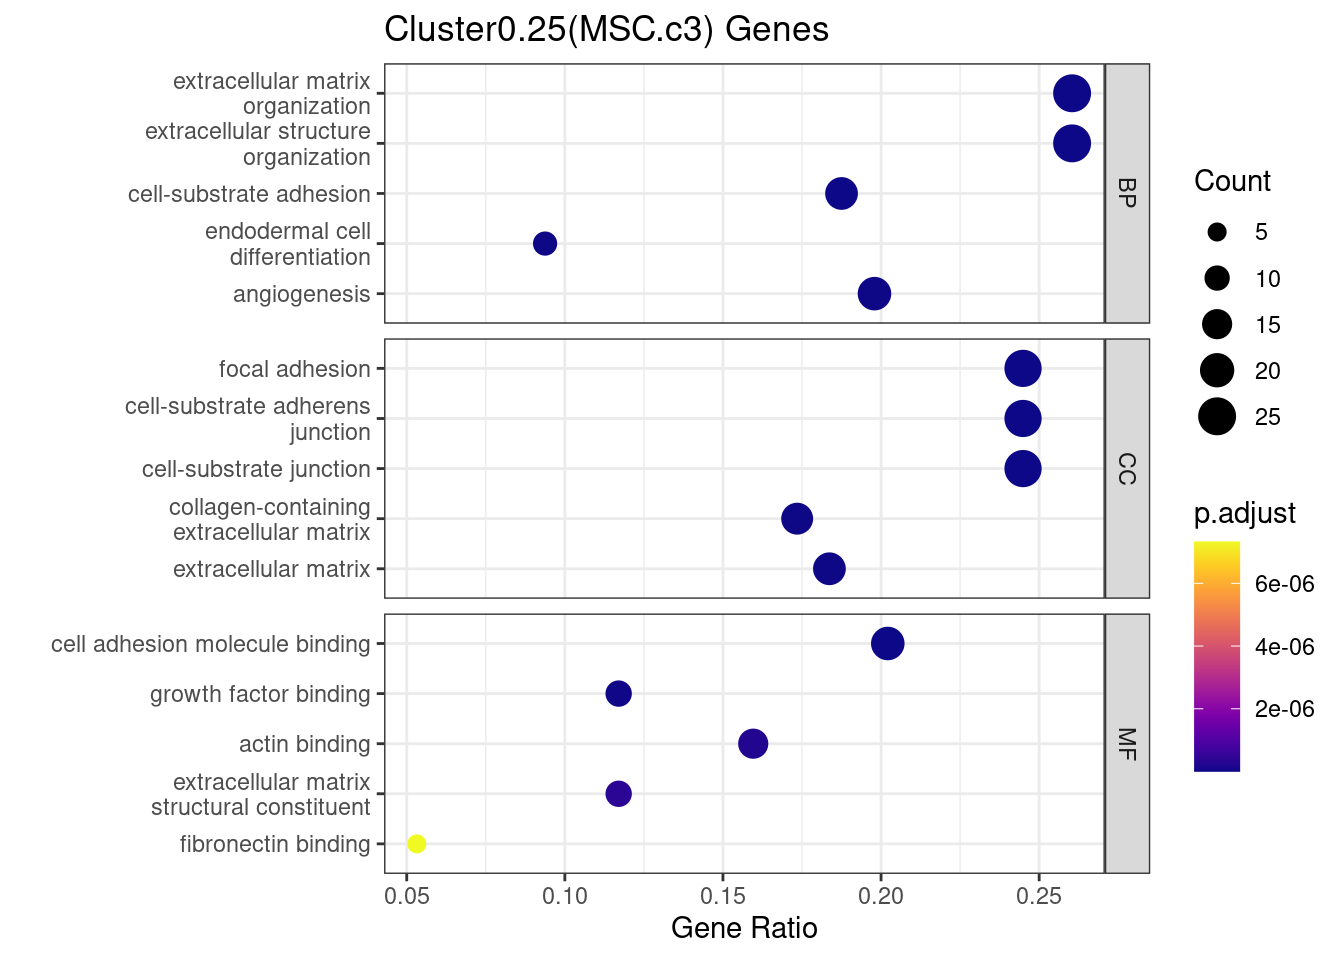 Cluster0.25(MSC.c3) Genes
extracellular matrix
organization
extracellular structure
organization
cell-substrate adhesion
endodermal cell
differentiation
angiogenesis
BP
focal adhesion
cell-substrate adherens
junction
cell-substrate junction
collagen-containing
extracellular matrix
extracellular matrix
CC
cell adhesion molecule binding
growth factor binding
actin binding
extracellular matrix
structural constituent
fibronectin binding
MF
0.05 0.10 0.15 0.20 0.25
Gene Ratio
Count
5
10
15
20
25
p.adjust
6e-06
4e-06
2e-06